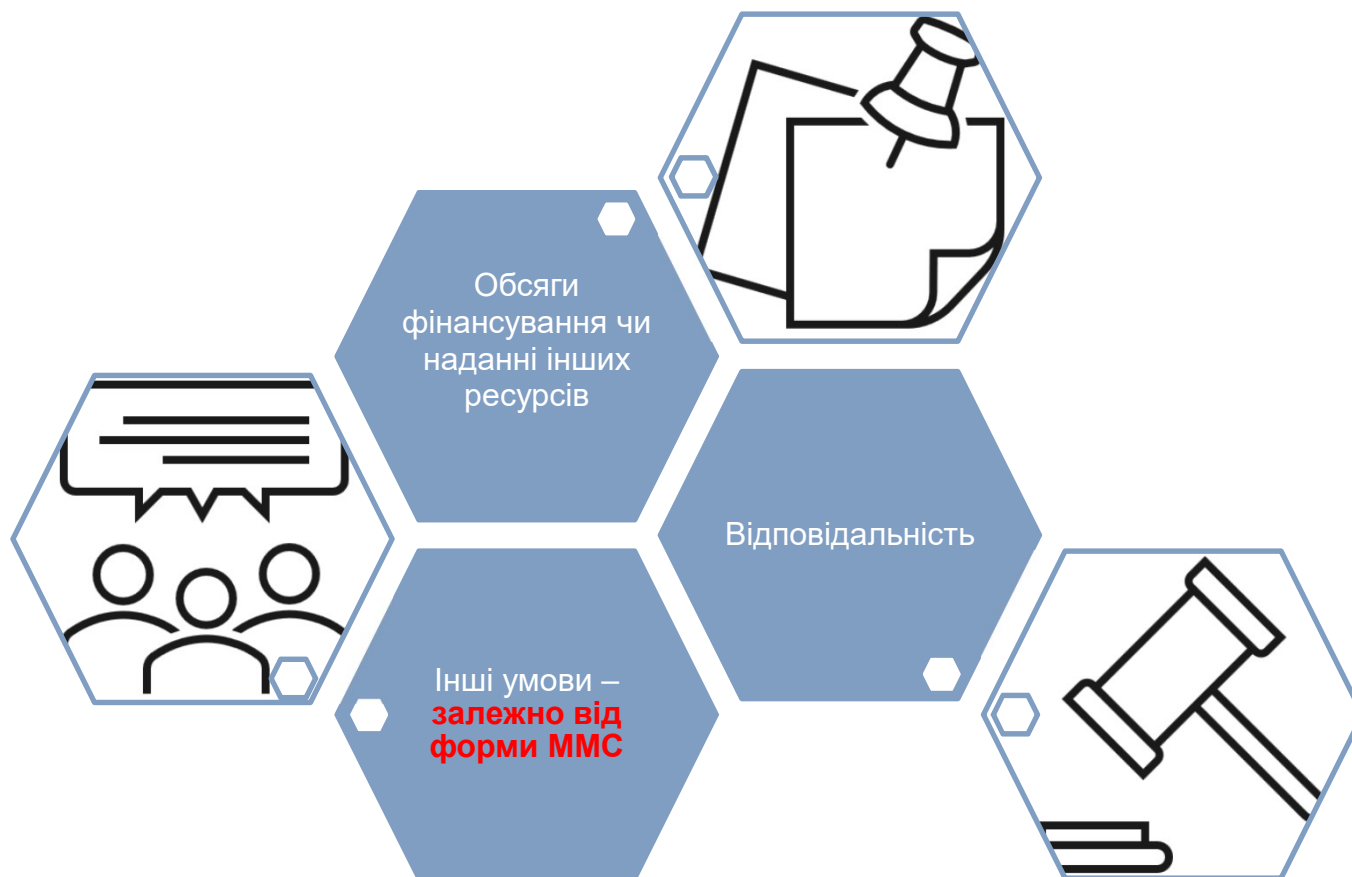 Обсяги
фінансування чи
наданні інших
ресурсів
Відповідальність
Інші умови –
залежно від
форми ММС